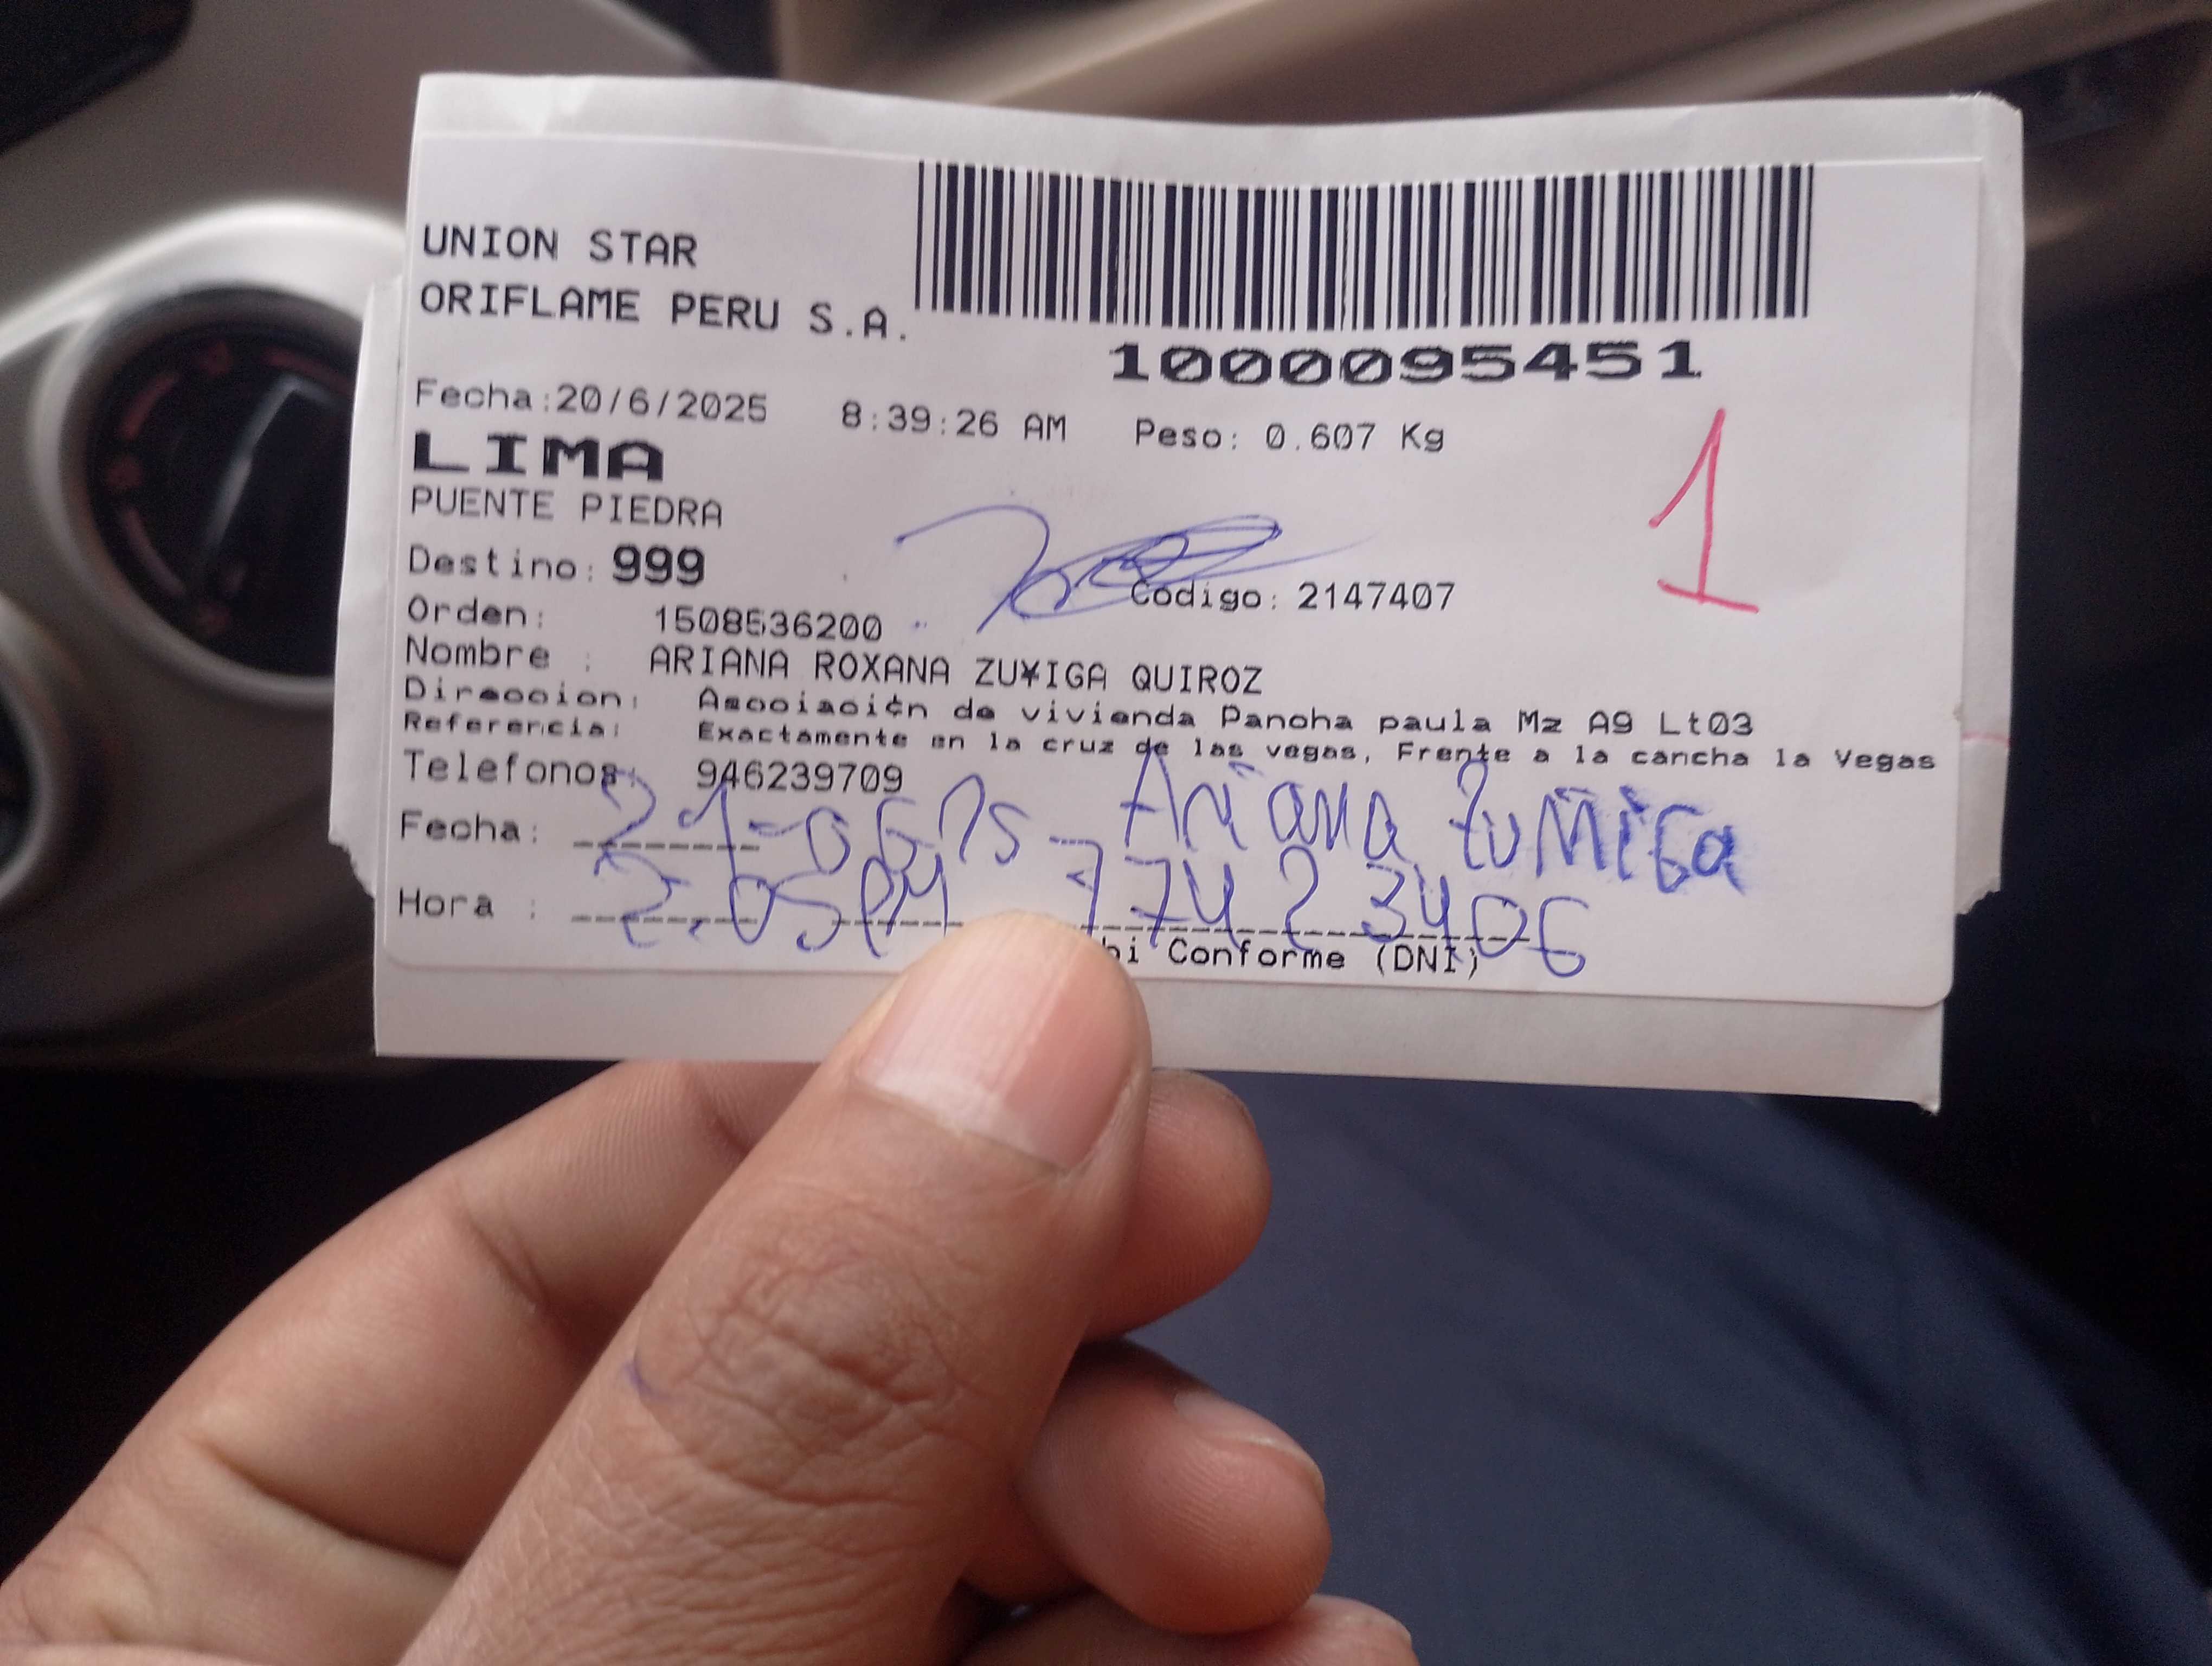 UNION STAR
ORIFLAME PERU S.A.
1000095451
Fecha:20/6/2025 8:39:26 AM Peso: 0.607 Kg
1
LIMA
PUENTE PIEDRA
Destino: 999
Codigo: 2147407
Orden: 1508536200
Nombre : ARIANA ROXANA ZU¥IGA QUIROZ
Direccion: Asociaci¢n de vivienda Pancha paula Mz A9 Lt03
Referencia: Exactamente en la cruz de las vegas, Frente a la cancha la Vegas
Telefonos: 946239709
Fecha: 21-06-25 Ariana
Hora : 2.05PM 77423406
Conforme (DNI)